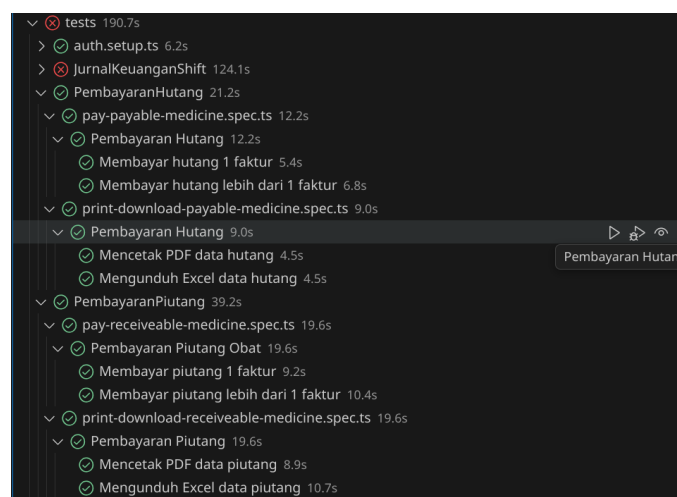 tests 190.7s
auth.setup.ts 6.2s
JurnalKeuanganShift 124.1s
PembayaranHutang 21.2s
pay-payable-medicine.spec.ts 12.2s
Pembayaran Hutang 12.2s
Membayar hutang 1 faktur 5.4s
Membayar hutang lebih dari 1 faktur 6.8s
print-download-payable-medicine.spec.ts 9.0s
Pembayaran Hutang 9.0s
Mencetak PDF data hutang 4.5s
Pembayaran Hutan
Mengunduh Excel data hutang 4.5s
PembayaranPiutang 39.2s
pay-receiveable-medicine.spec.ts 19.6s
Pembayaran Piutang Obat 19.6s
Membayar piutang 1 faktur 9.2s
Membayar piutang lebih dari 1 faktur 10.4s
print-download-receiveable-medicine.spec.ts 19.6s
Pembayaran Piutang 19.6s
Mencetak PDF data piutang 8.9s
Mengunduh Excel data piutang 10.7s